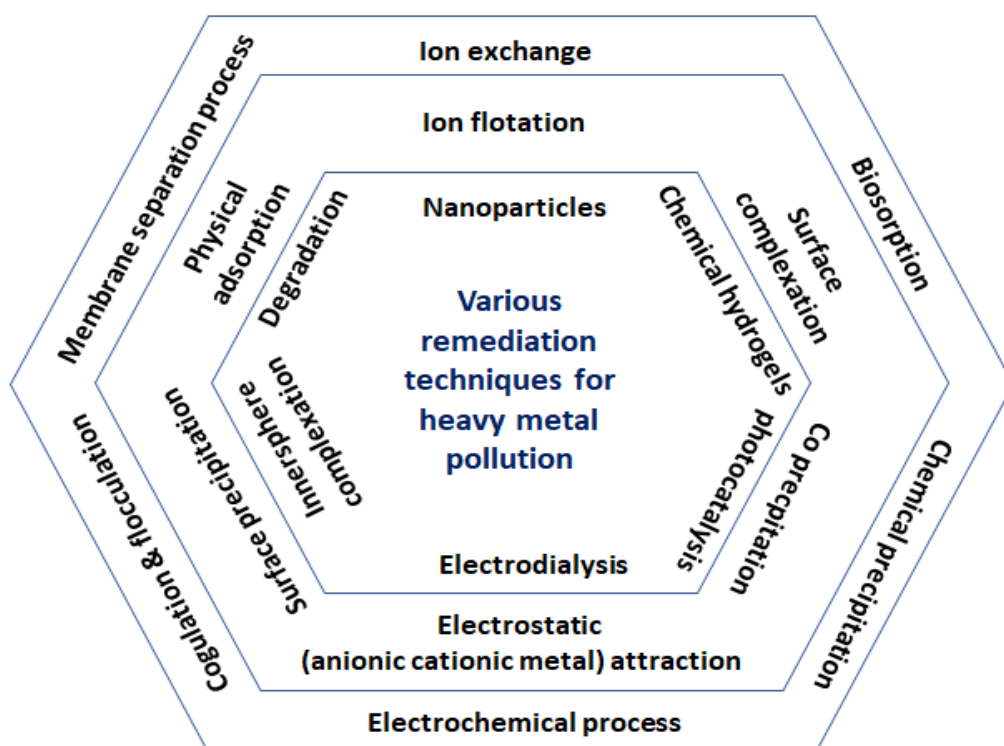 Ion exchange
Ion flotation
Nanoparticles
Membrane separation process
Physical
adsorption
Degradation
Chemical hydrogels
Surface
complexation
Biosorption
Various
remediation
techniques for
heavy metal
pollution
Cogulation & flocculation
Surface precipitation
Innersphere
complexation
photocatalysis
Co precpitation
Chemical precipitation
Electrodialysis
Electrostatic
(anionic cationic metal) attraction
Electrochemical process